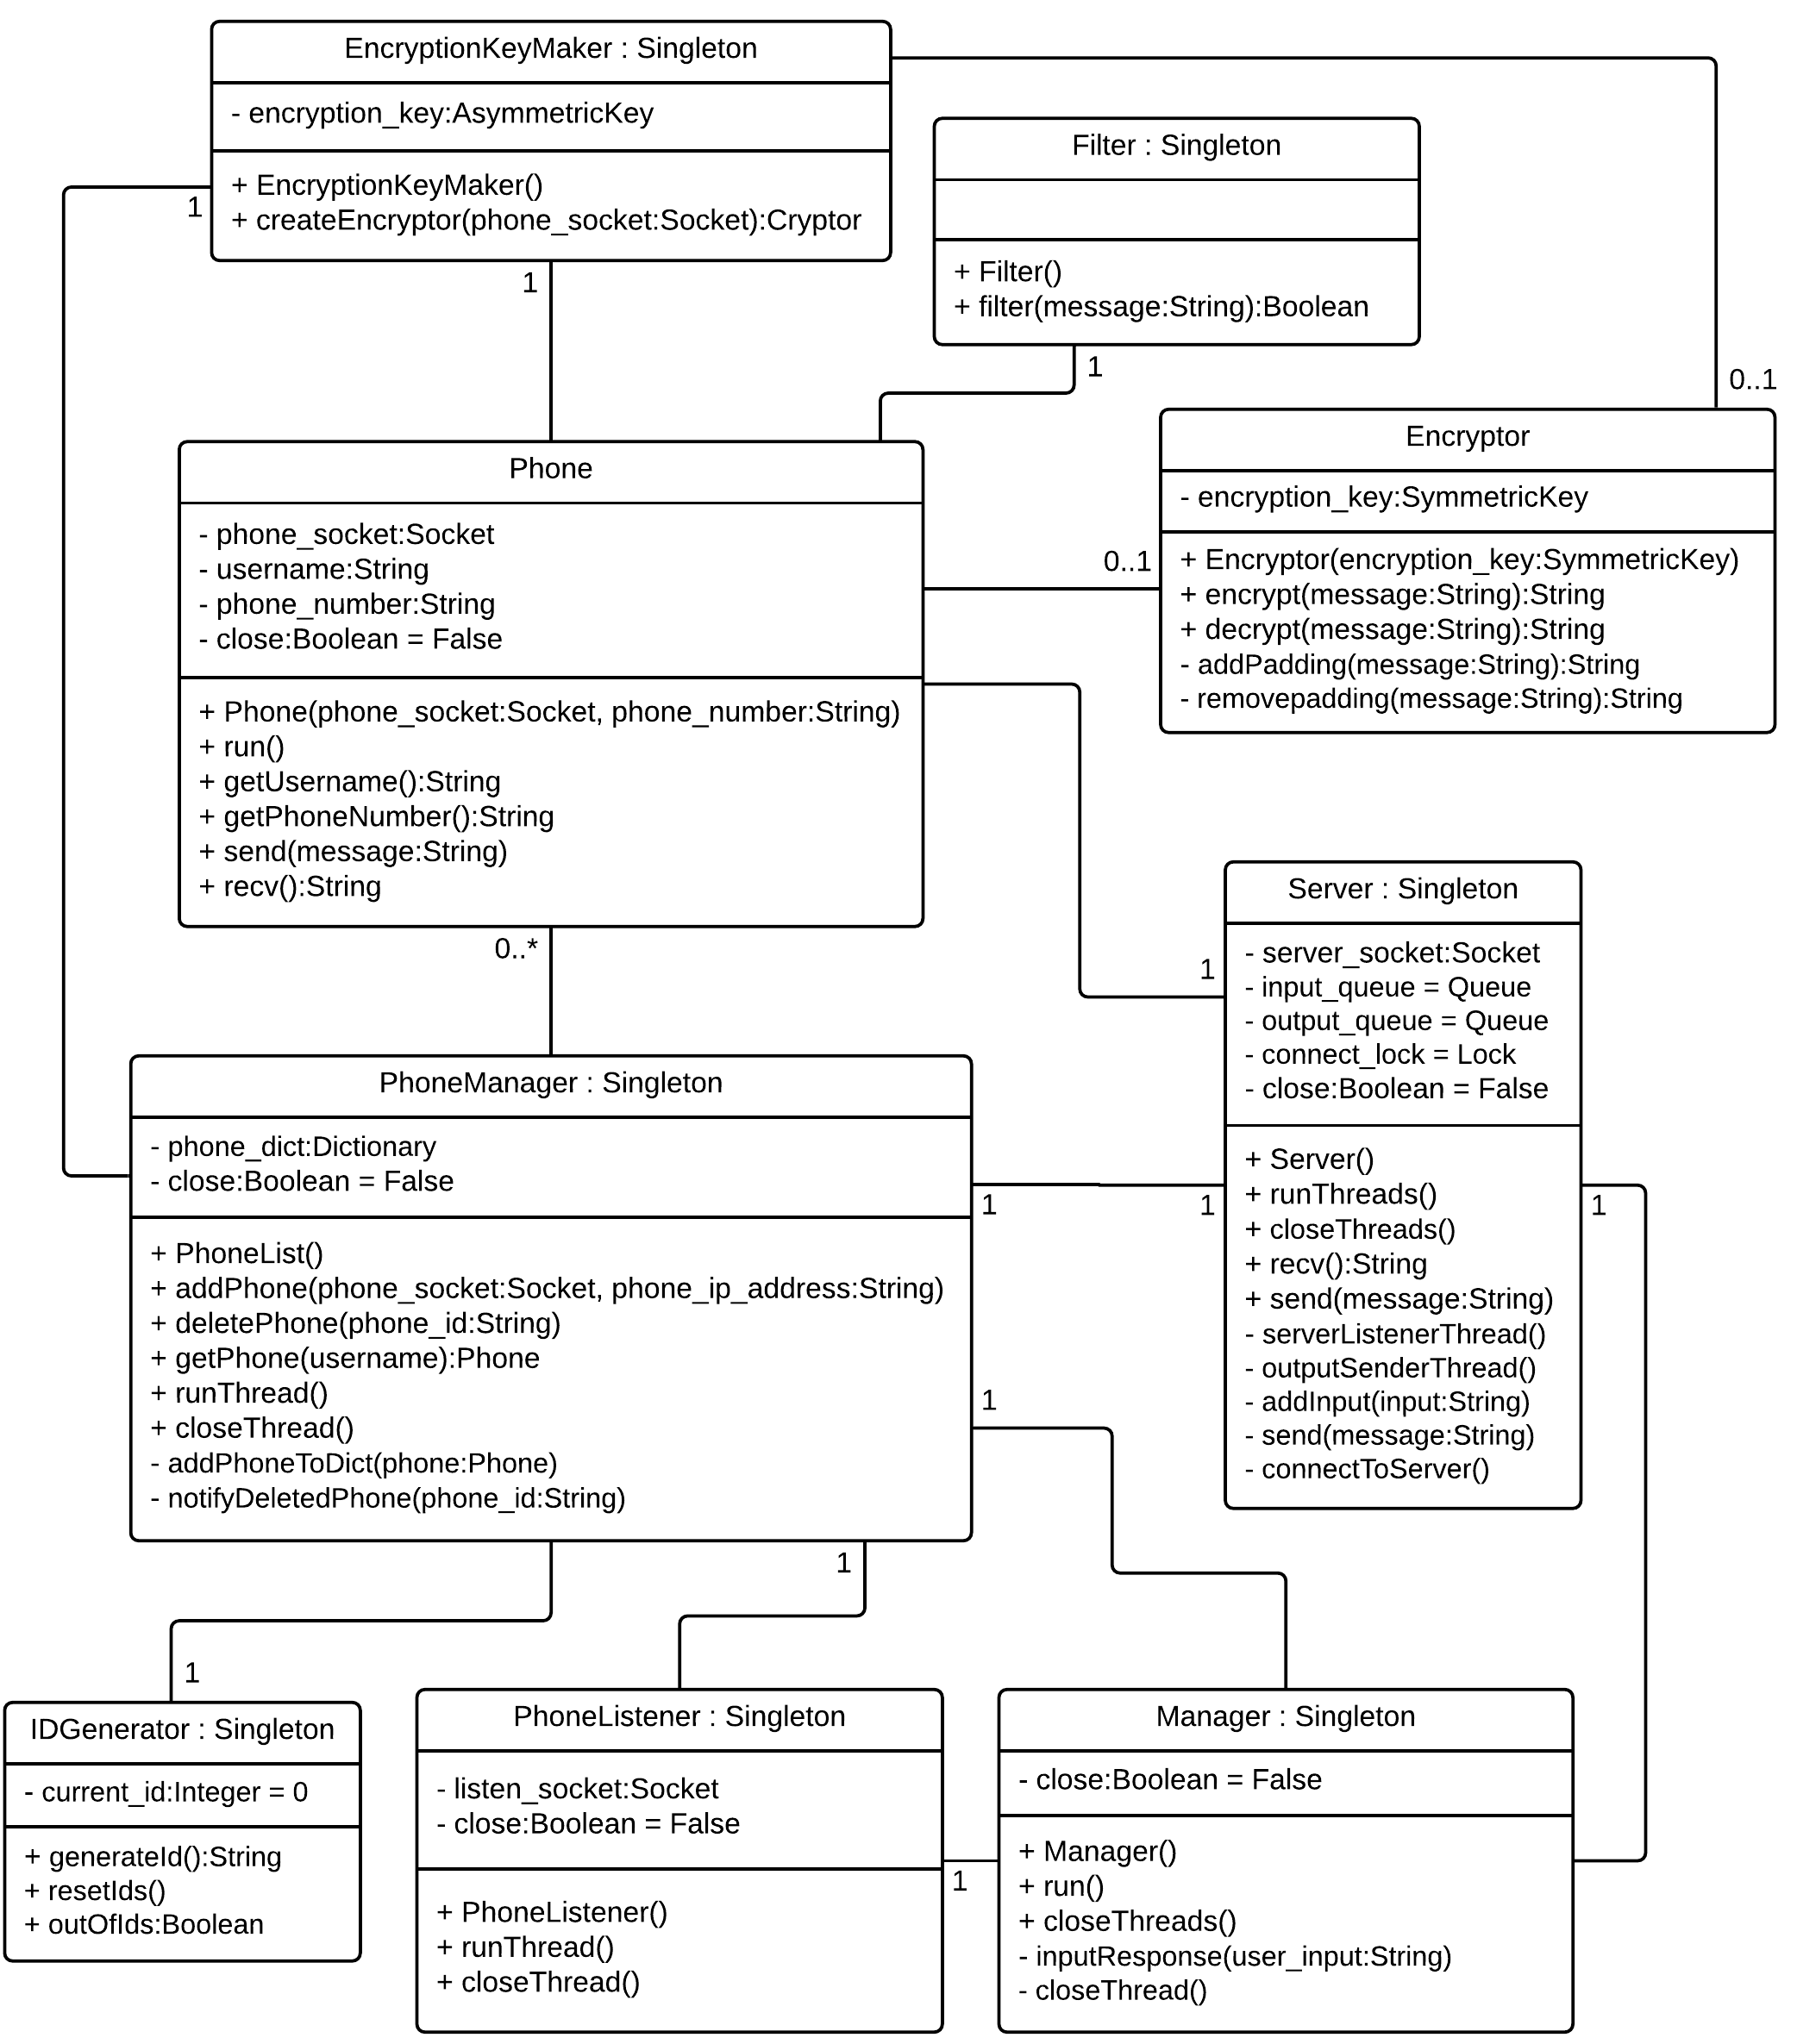 EncryptionKeyMaker : Singleton
- encryption_key:AsymmetricKey
+ EncryptionKeyMaker()
+ createEncryptor(phone_socket:Socket):Cryptor
1
1
Filter : Singleton
+ Filter()
+ filter(message:String):Boolean
1
0..1
Encryptor
- encryption_key:SymmetricKey
+ Encryptor(encryption_key:SymmetricKey)
+ encrypt(message:String):String
+ decrypt(message:String):String
- addPadding(message:String):String
- removepadding(message:String):String
0..1
Phone
- phone_socket:Socket
- username:String
- phone_number:String
- close:Boolean = False
+ Phone(phone_socket:Socket, phone_number:String)
+ run()
+ getUsername():String
+ getPhoneNumber():String
+ send(message:String)
+ recv():String
0..*
Server : Singleton
- server_socket:Socket
- input_queue = Queue
- output_queue = Queue
- connect_lock = Lock
- close:Boolean = False
+ Server()
+ runThreads()
+ closeThreads()
+ recv():String
+ send(message:String)
- serverListenerThread()
- outputSenderThread()
- addInput(input:String)
- send(message:String)
- connectToServer()
1
1
1
PhoneManager : Singleton
- phone_dict:Dictionary
- close:Boolean = False
+ PhoneList()
+ addPhone(phone_socket:Socket, phone_ip_address:String)
+ deletePhone(phone_id:String)
+ getPhone(username):Phone
+ runThread()
+ closeThread()
- addPhoneToDict(phone:Phone)
- notifyDeletedPhone(phone_id:String)
1
1
1
1
IDGenerator : Singleton
- current_id:Integer = 0
+ generateId():String
+ resetIds()
+ outOfIds:Boolean
PhoneListener : Singleton
- listen_socket:Socket
- close:Boolean = False
+ PhoneListener()
+ runThread()
+ closeThread()
1
Manager : Singleton
- close:Boolean = False
+ Manager()
+ run()
+ closeThreads()
- inputResponse(user_input:String)
- closeThread()